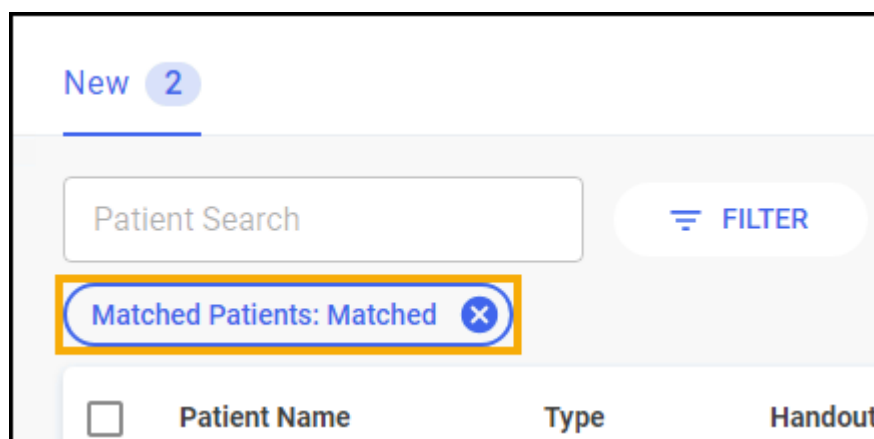 New 2
Patient Search
FILTER
Matched Patients: Matched
Patient Name Type Handout